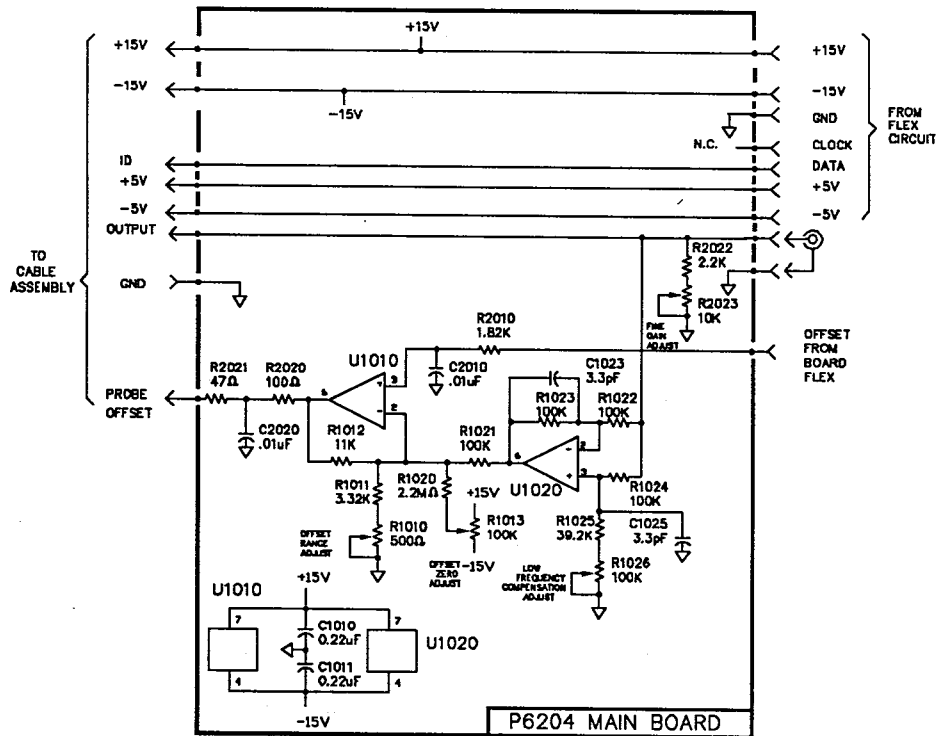 +15V
+15V
+15V
-15V
-15V
-15V
GND
N.C.
CLOCK
FROM
FLEX
CIRCUIT
ID
DATA
+5V
+5V
-5V
-5V
OUTPUT
TO
CABLE
ASSEMBLY
GND
R2022
2.2K
R2023
10K
FINE
GAIN
ADJUST
R2010
1.82K
OFFSET
FROM
BOARD
FLEX
U1010
3
2
6
C2010
.01uF
C1023
3.3pF
R2021
47Ω
R2020
100Ω
PROBE
OFFSET
C2020
.01uF
R1023
100K
R1022
100K
R1012
11K
R1021
100K
6
2
3
U1020
R1024
100K
R1011
3.32K
R1020
2.2MΩ
+15V
R1013
100K
-15V
OFFSET
ZERO
ADJUST
R1025
39.2K
C1025
3.3pF
OFFSET
RANGE
ADJUST
R1010
500Ω
LOW
FREQUENCY
COMPENSATION
ADJUST
R1026
100K
+15V
U1010
7
4
C1010
0.22uF
C1011
0.22uF
7
4
U1020
-15V
P6204 MAIN BOARD